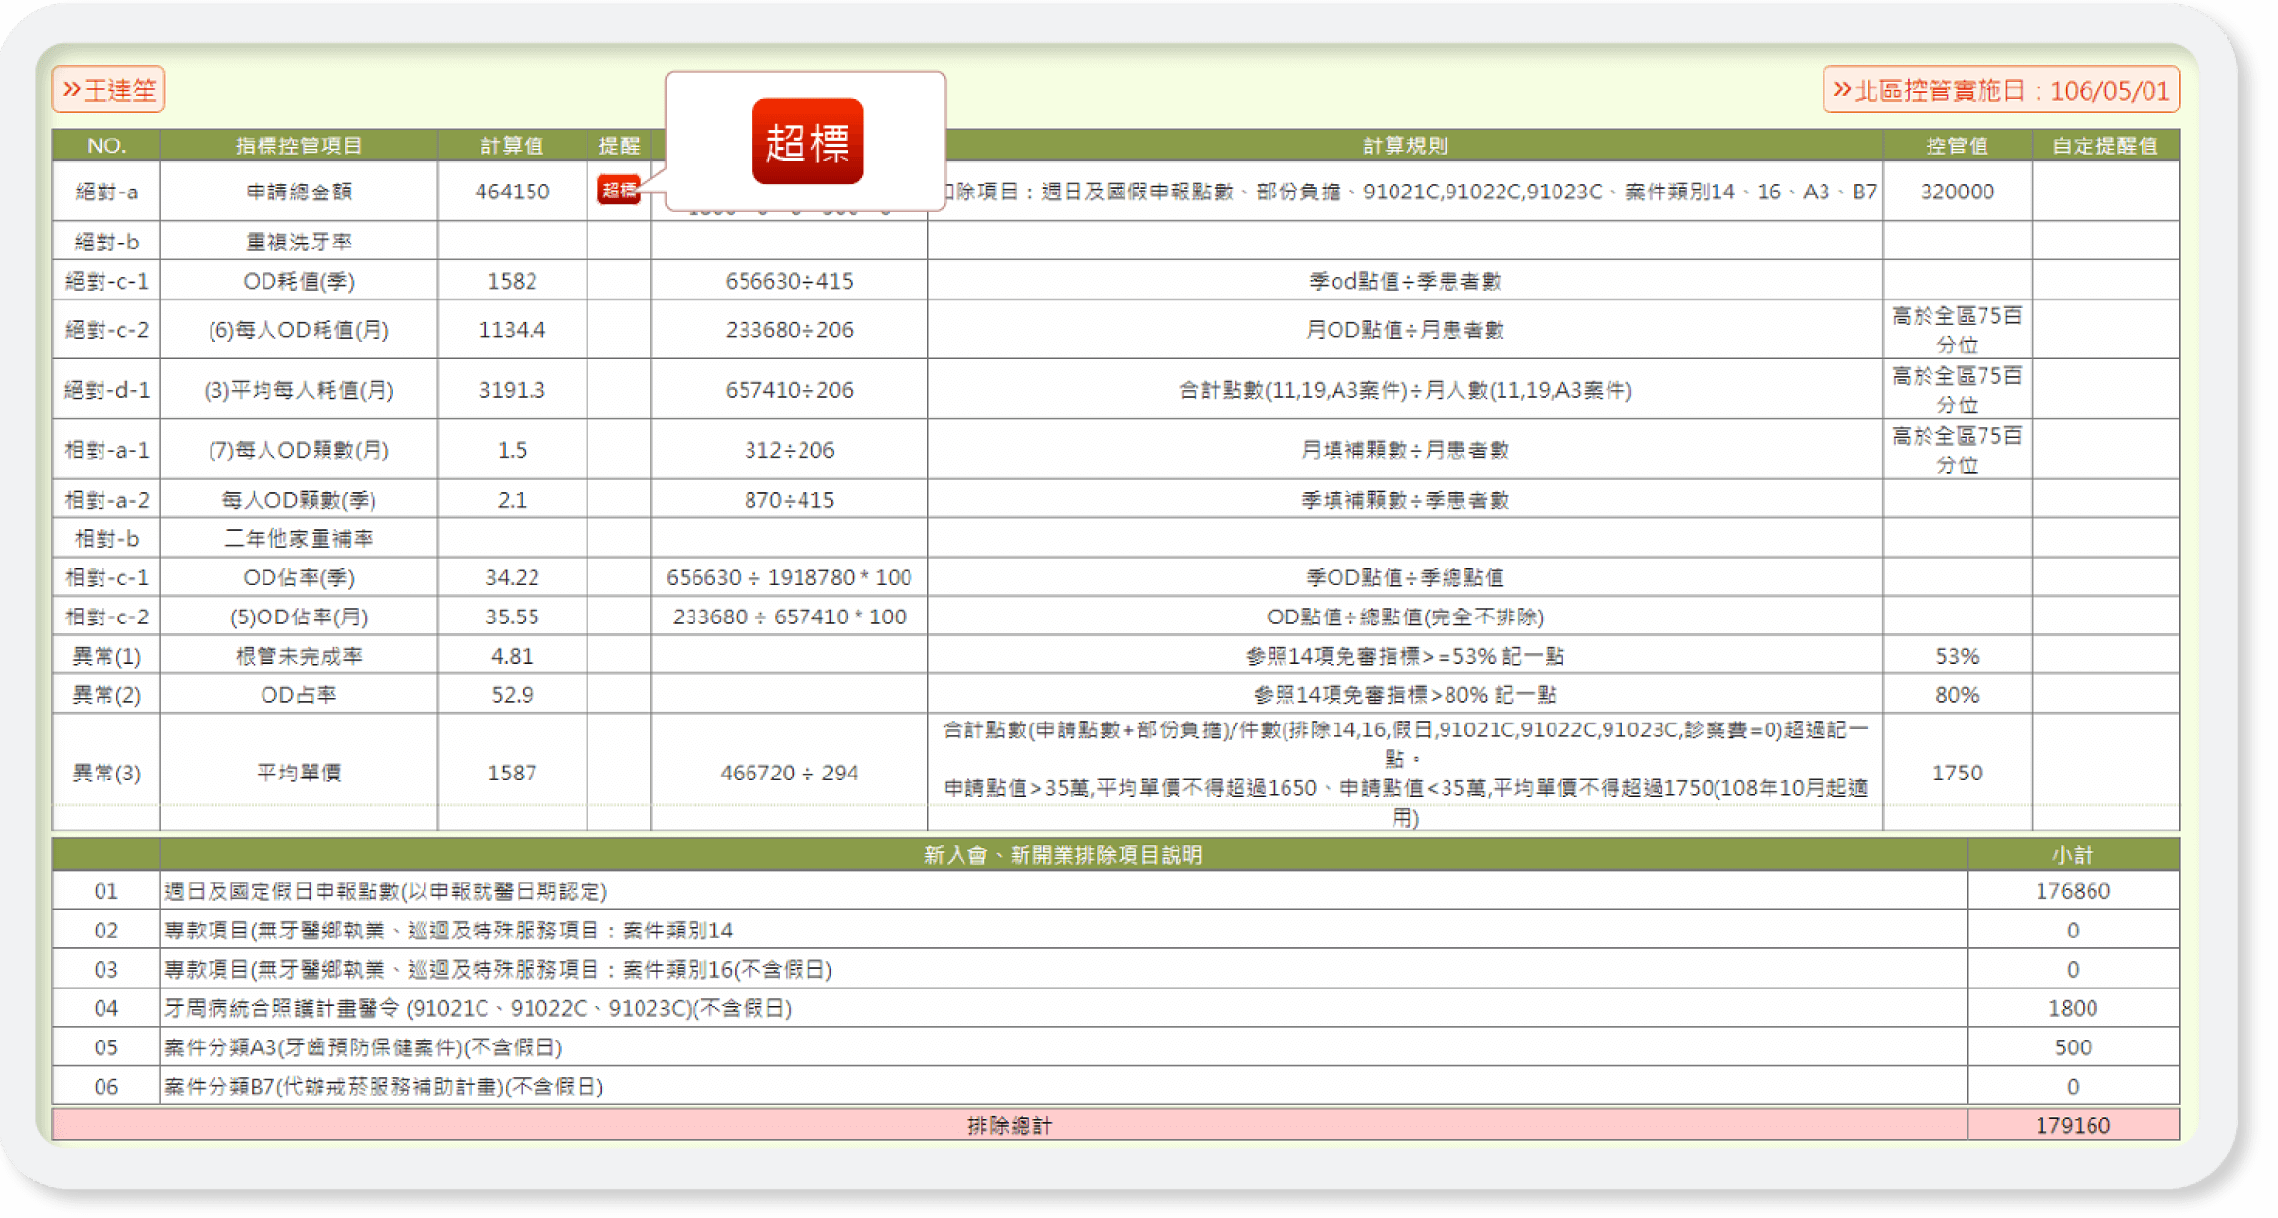 »王達笙
»北區控管實施日：106/05/01
超標
NO. 指標控管項目 計算值 提醒 計算規則 控管值 自定提醒值
絕對-a 申請總金額 464150 超標 扣除項目：週日及國假申報點數、部份負擔、91021C,91022C,91023C、案件類別14、16、A3、B7 320000
絕對-b 重複洗牙率
絕對-c-1 OD耗值(季) 1582 656630÷415 季od點值÷季患者數
絕對-c-2 (6)每人OD耗值(月) 1134.4 233680÷206 月OD點值÷月患者數 高於全區75百
分位
絕對-d-1 (3)平均每人耗值(月) 3191.3 657410÷206 合計點數(11,19,A3案件)÷月人數(11,19,A3案件) 高於全區75百
分位
相對-a-1 (7)每人OD顆數(月) 1.5 312÷206 月填補顆數÷月患者數 高於全區75百
分位
相對-a-2 每人OD顆數(季) 2.1 870÷415 季填補顆數÷季患者數
相對-b 二年他家重補率
相對-c-1 OD佔率(季) 34.22 656630 ÷ 1918780 * 100 季OD點值÷季總點值
相對-c-2 (5)OD佔率(月) 35.55 233680 ÷ 657410 * 100 OD點值÷總點值(完全不排除)
異常(1) 根管未完成率 4.81 參照14項免審指標>=53% 記一點 53%
異常(2) OD占率 52.9 參照14項免審指標>80% 記一點 80%
異常(3) 平均單價 1587 466720 ÷ 294 合計點數(申請點數+部份負擔)/件數(排除14,16,假日,91021C,91022C,91023C,診察費=0)超過記一
點。
申請點值>35萬,平均單價不得超過1650、申請點值<35萬,平均單價不得超過1750(108年10月起適
用) 1750
新入會、新開業排除項目說明 小計
01 週日及國定假日申報點數(以申報就醫日期認定) 176860
02 專款項目(無牙醫鄉執業、巡迴及特殊服務項目：案件類別14 0
03 專款項目(無牙醫鄉執業、巡迴及特殊服務項目：案件類別16(不含假日) 0
04 牙周病統合照護計畫醫令 (91021C、91022C、91023C)(不含假日) 1800
05 案件分類A3(牙齒預防保健案件)(不含假日) 500
06 案件分類B7(代辦戒菸服務補助計畫)(不含假日) 0
排除總計 179160